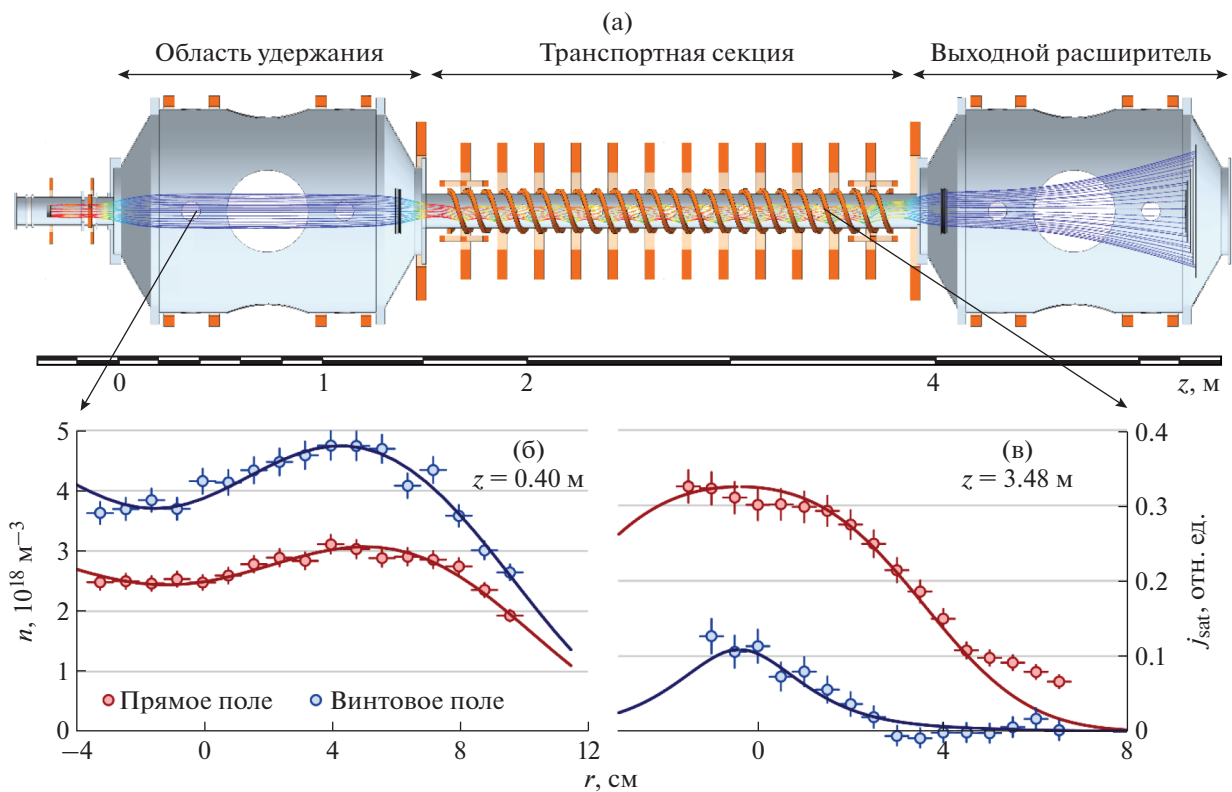 (а)
Область удержания
Транспортная секция
Выходной расширитель
0 1 2 4 z, м
(б)
z = 0.40 м
n, 10¹⁸ м⁻³
5
4
3
2
1
0
Прямое поле
Винтовое поле
−4 0 4 8 12
(в)
z = 3.48 м
0.4
0.3
0.2
0.1
0
j_sat, отн. ед.
0 4 8
r, см